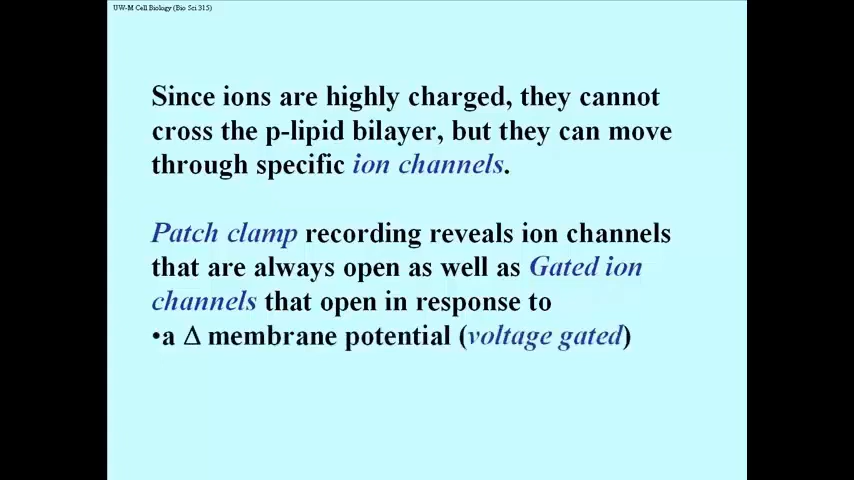 UW-M Cell Biology (Bio Sci 315)
Since ions are highly charged, they cannot
cross the p-lipid bilayer, but they can move
through specific ion channels.
Patch clamp recording reveals ion channels
that are always open as well as Gated ion
channels that open in response to
•a Δ membrane potential (voltage gated)